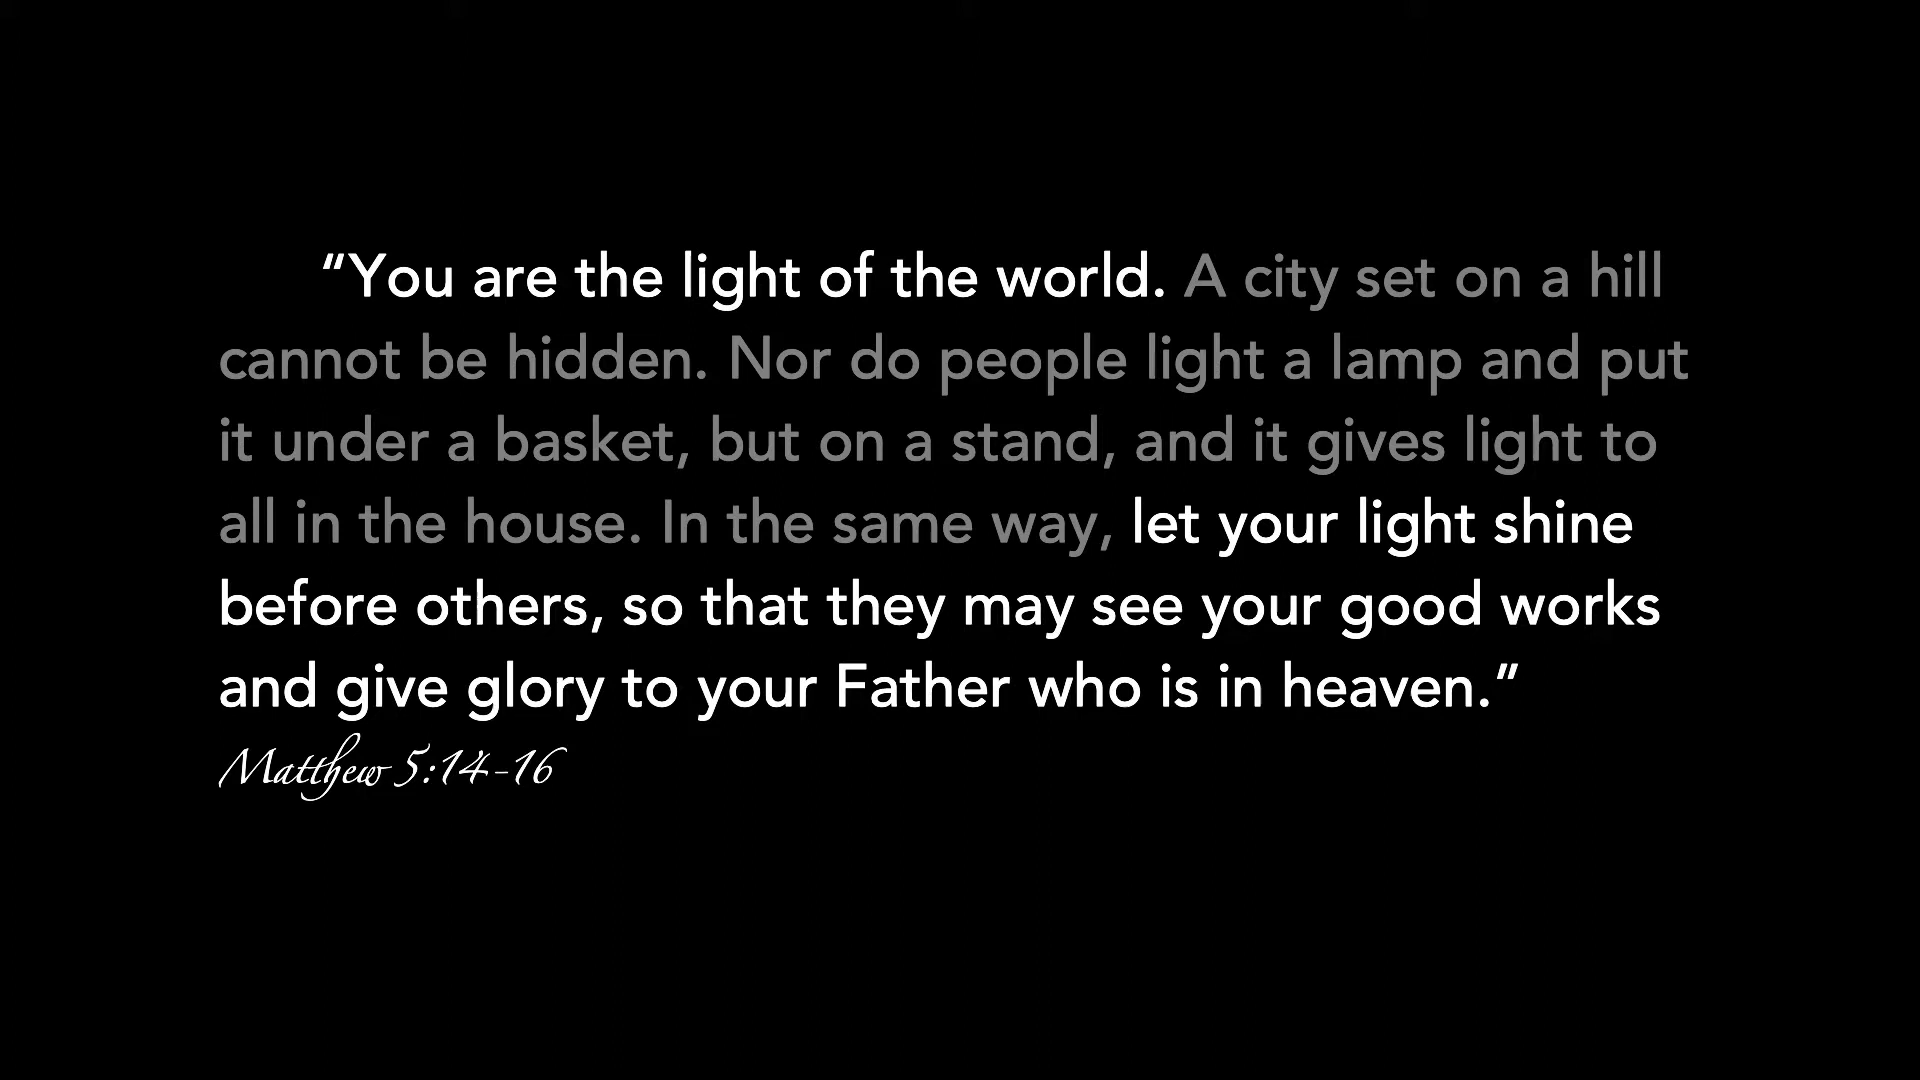 “You are the light of the world. A city set on a hill
cannot be hidden. Nor do people light a lamp and put
it under a basket, but on a stand, and it gives light to
all in the house. In the same way, let your light shine
before others, so that they may see your good works
and give glory to your Father who is in heaven.”
Matthew 5:14-16